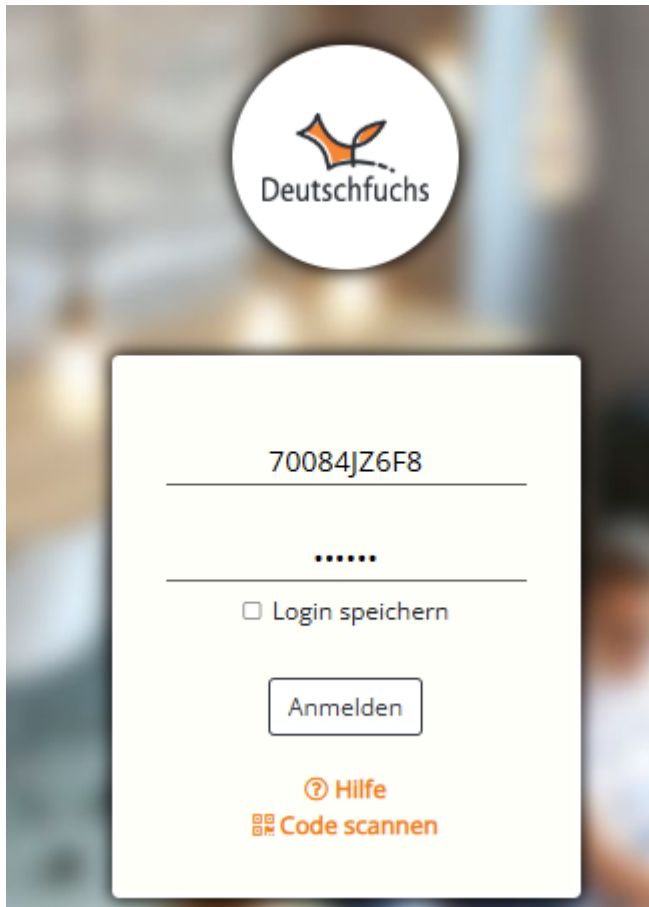 Deutschfuchs
70084JZ6F8
••••••
Login speichern
Anmelden
Hilfe
Code scannen